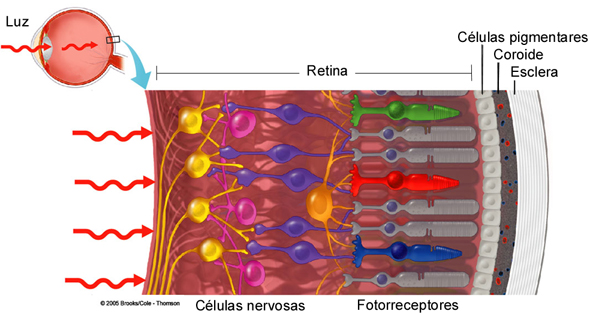 Luz
Células pigmentares
Coroide
Esclera
Retina
© 2005 Brooks/Cole - Thomson
Células nervosas
Fotorreceptores